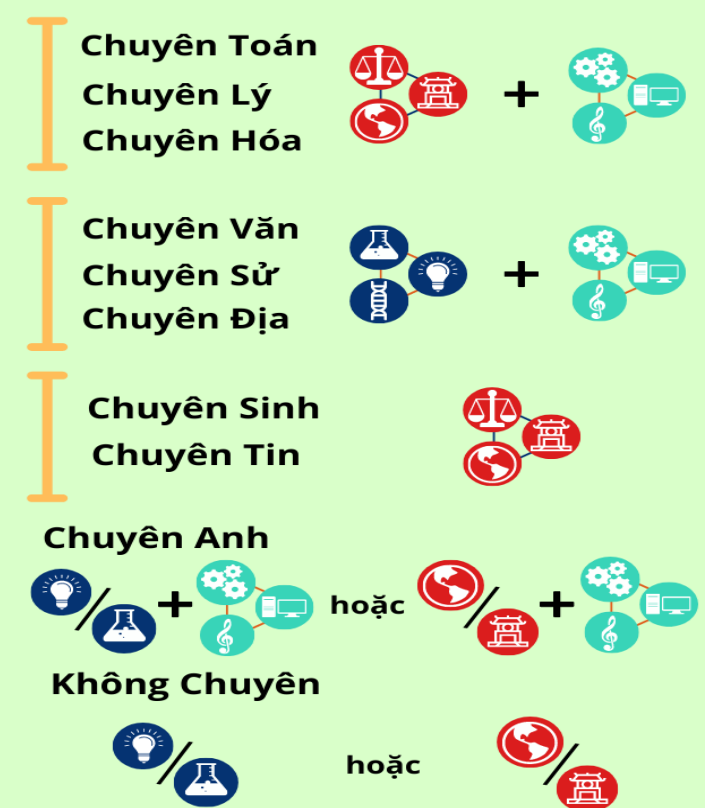 Chuyên Toán
Chuyên Lý
Chuyên Hóa
+
Chuyên Văn
Chuyên Sử
Chuyên Địa
+
Chuyên Sinh
Chuyên Tin
Chuyên Anh
/ + hoặc / +
Không Chuyên
/ hoặc /